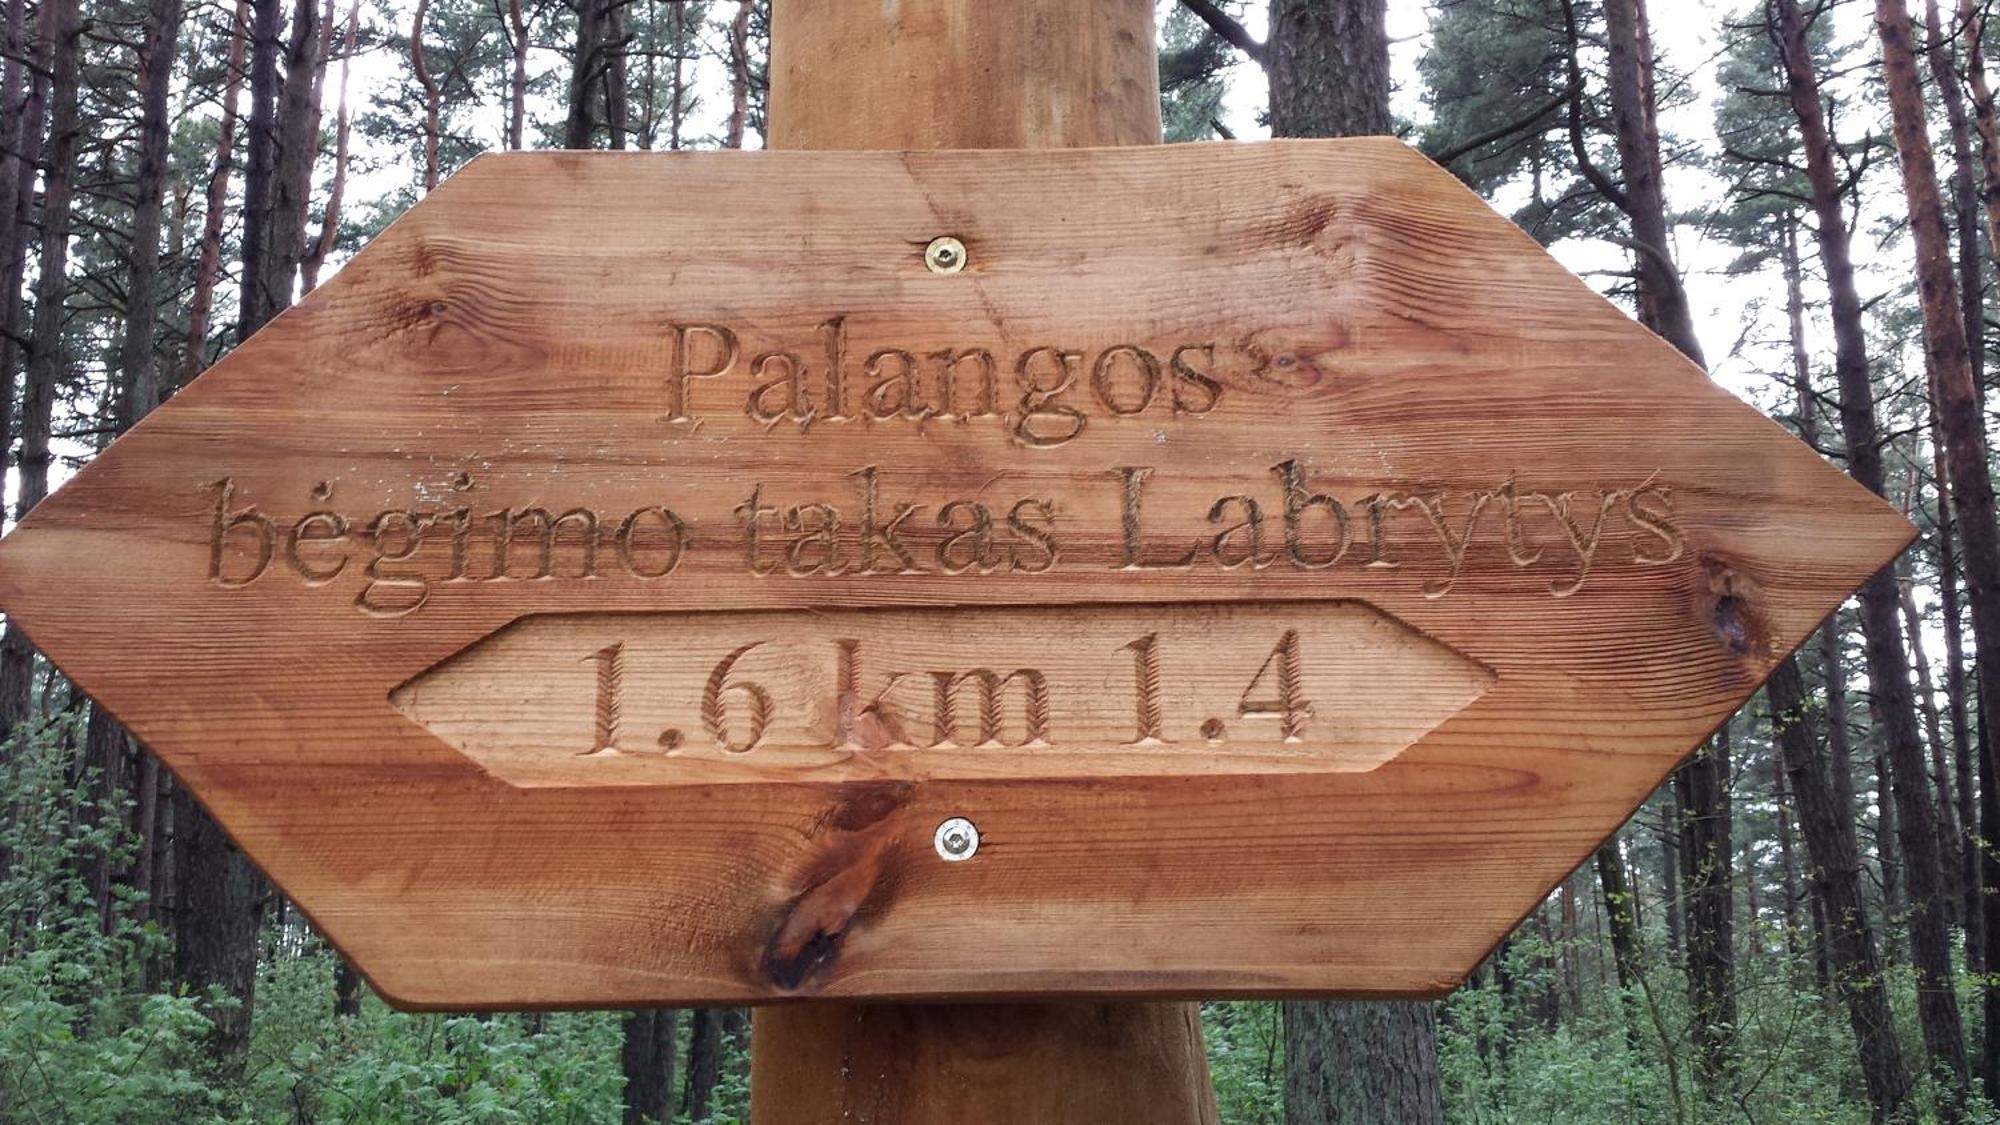 Palangos
bėgimo takas Labrytys
1.6 km 1.4